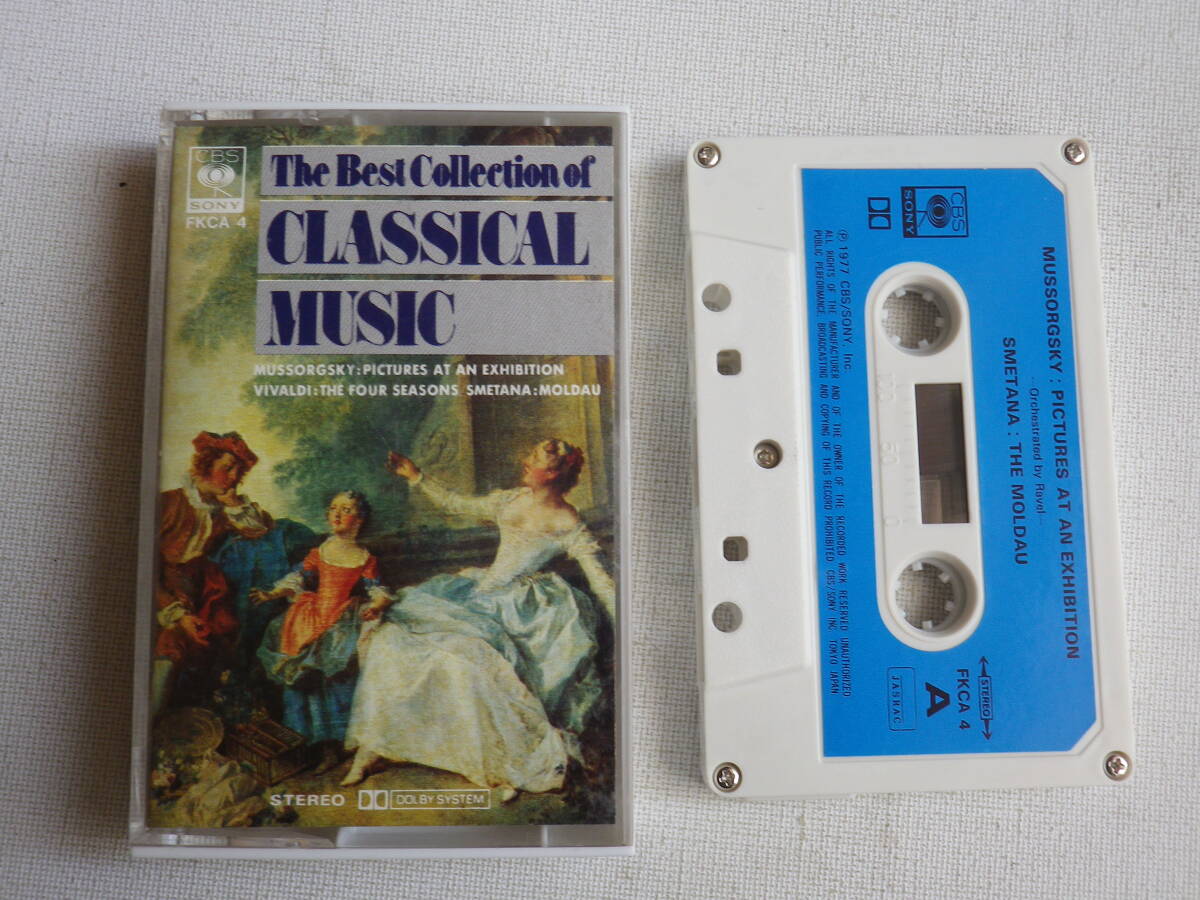 CBS
SONY
FKCA 4
The Best Collection of
CLASSICAL
MUSIC
MUSSORGSKY:PICTURES AT AN EXHIBITION
VIVALDI:THE FOUR SEASONS SMETANA:MOLDAU
STEREO DOLBY SYSTEM
CBS
SONY
MUSSORGSKY : PICTURES AT AN EXHIBITION
—Orchestrated by Ravel—
SMETANA : THE MOLDAU
STEREO
FKCA 4
A
JASRAC
100 50 0
Ⓟ 1977 CBS/SONY, Inc.
ALL RIGHTS OF THE MANUFACTURER AND OF THE OWNER OF THE RECORDED WORK RESERVED UNAUTHORIZED
PUBLIC PERFORMANCE, BROADCASTING AND COPYING OF THIS RECORD PROHIBITED CBS/SONY INC. TOKYO JAPAN